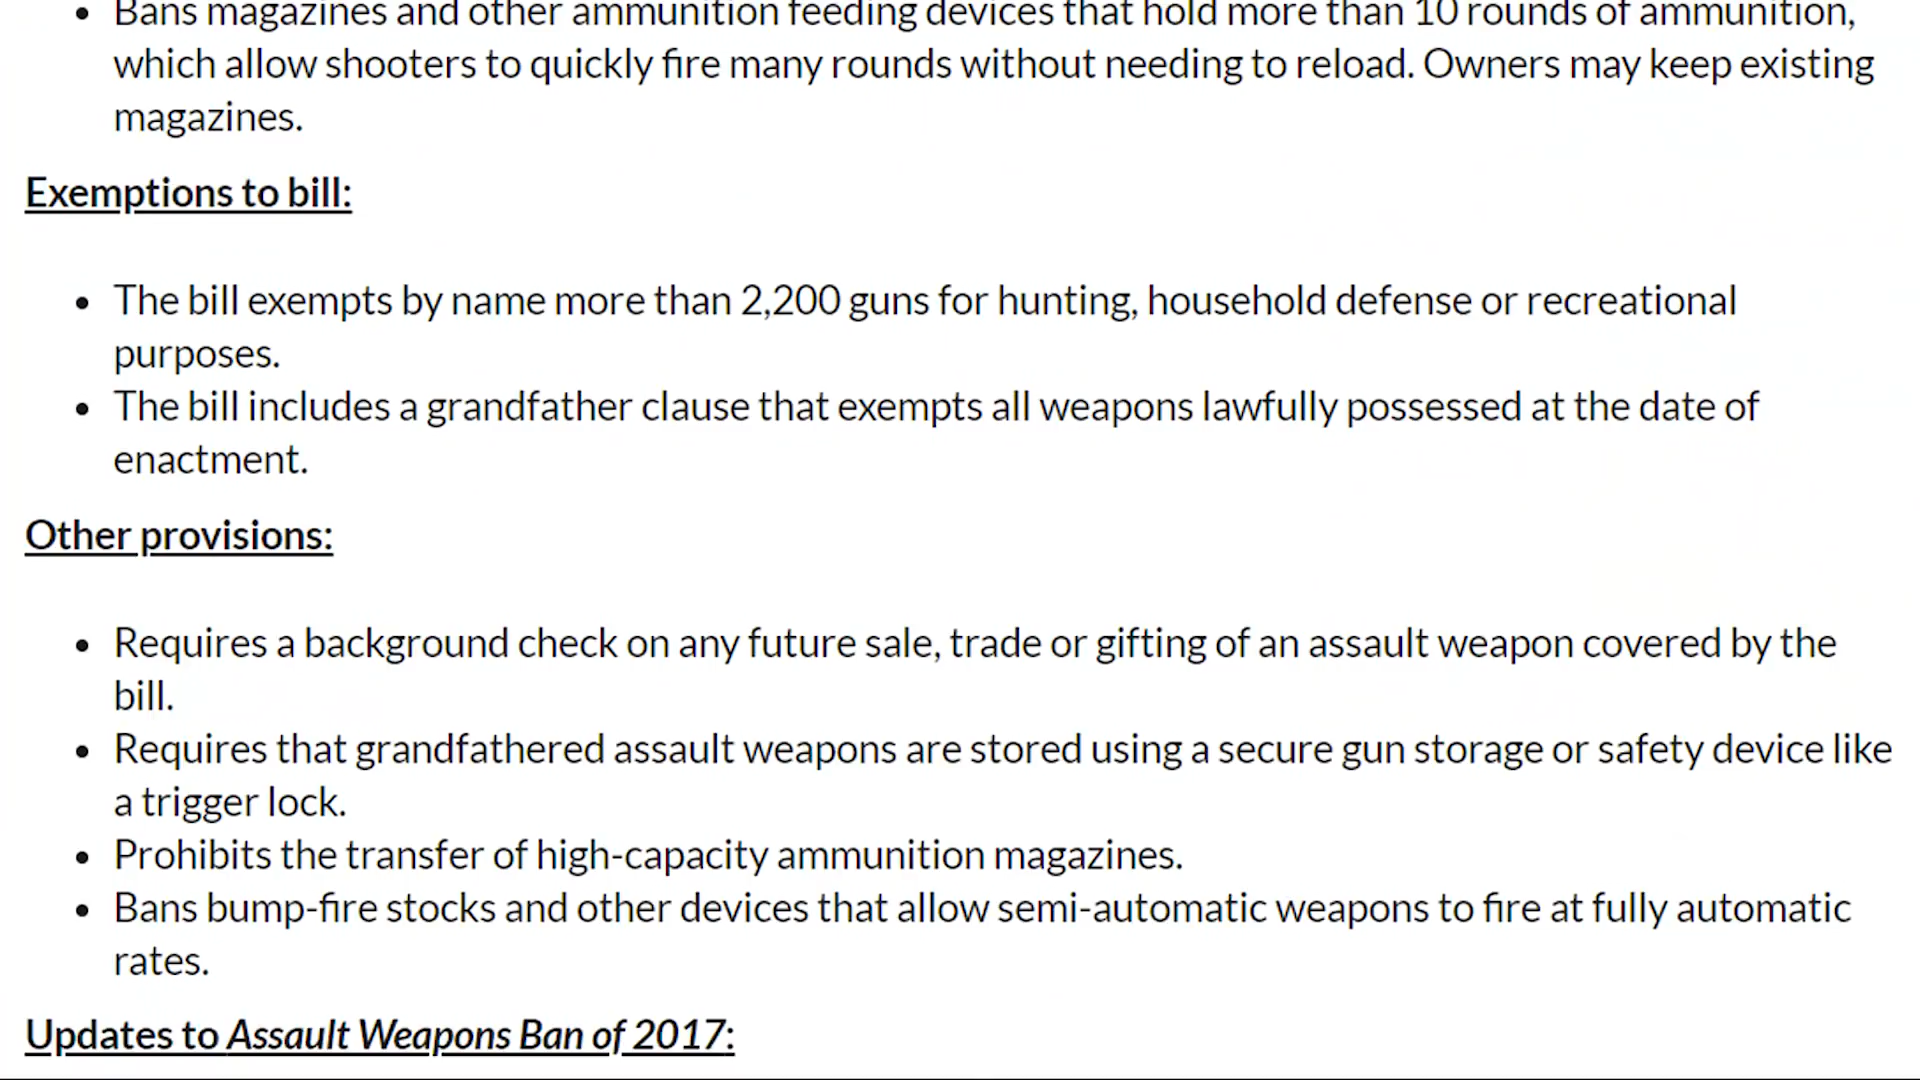 • Bans magazines and other ammunition feeding devices that hold more than 10 rounds of ammunition,
which allow shooters to quickly fire many rounds without needing to reload. Owners may keep existing
magazines.
Exemptions to bill:
• The bill exempts by name more than 2,200 guns for hunting, household defense or recreational
purposes.
• The bill includes a grandfather clause that exempts all weapons lawfully possessed at the date of
enactment.
Other provisions:
• Requires a background check on any future sale, trade or gifting of an assault weapon covered by the
bill.
• Requires that grandfathered assault weapons are stored using a secure gun storage or safety device like
a trigger lock.
• Prohibits the transfer of high-capacity ammunition magazines.
• Bans bump-fire stocks and other devices that allow semi-automatic weapons to fire at fully automatic
rates.
Updates to Assault Weapons Ban of 2017: